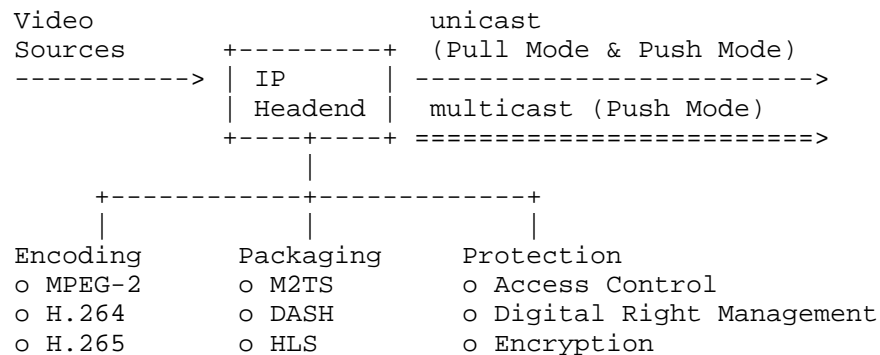 Video unicast
Sources +---------+ (Pull Mode & Push Mode)
-----------> | IP | ------------------------->
| Headend | multicast (Push Mode)
+----+----+ =========================>
|
+------------+-------------+
| | |
Encoding Packaging Protection
o MPEG-2 o M2TS o Access Control
o H.264 o DASH o Digital Right Management
o H.265 o HLS o Encryption